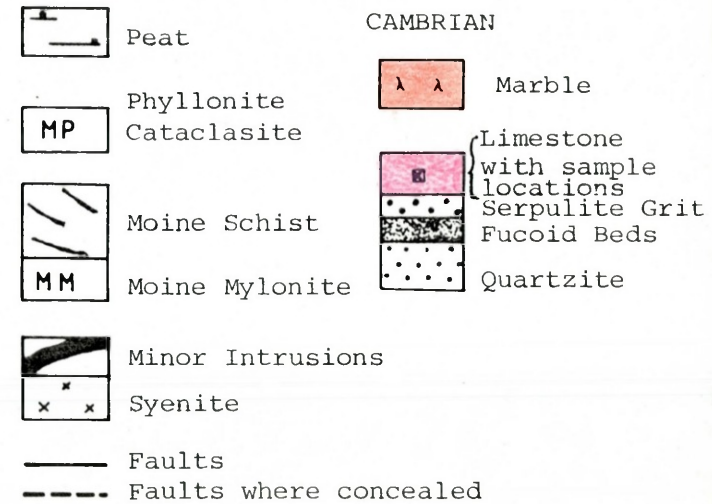 Peat
MP
Phyllonite
Cataclasite
Moine Schist
MM
Moine Mylonite
Minor Intrusions
Syenite
Faults
Faults where concealed
CAMBRIAN
λ λ
Marble
Limestone
with sample
locations
Serpulite Grit
Fucoid Beds
Quartzite